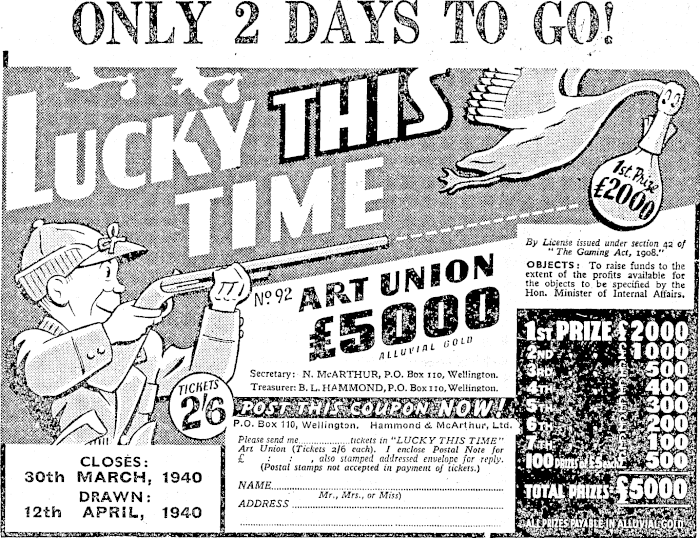 ONLY 2 DAYS TO GO!
LUCKY THIS
TIME
1st Prize
£2000
By License issued under section 42 of
"The Gaming Act, 1908."
OBJECTS: To raise funds to the
extent of the profits available for
the objects to be specified by the
Hon. Minister of Internal Affairs.
No 92 ART UNION
£5000
ALLUVIAL GOLD
Secretary: N. McARTHUR, P.O. Box 110, Wellington.
Treasurer: B. L. HAMMOND, P.O. Box 110, Wellington.
TICKETS
2/6
POST THIS COUPON NOW!
P.O. Box 110, Wellington. Hammond & McArthur, Ltd.
Please send me..................tickets in "LUCKY THIS TIME"
Art Union (Tickets 2/6 each). I enclose Postal Note for
£ : : , also stamped addressed envelope for reply.
(Postal stamps not accepted in payment of tickets.)
NAME
Mr., Mrs., or Miss)
ADDRESS
CLOSES:
30th MARCH, 1940
DRAWN:
12th APRIL, 1940
1ST PRIZE £2000
2ND " £1000
3RD " 500
4TH " 400
5TH " 300
6TH " 200
7TH " 100
100 Prizes of £5 each 500
TOTAL PRIZES £5000
ALL PRIZES PAYABLE IN ALLUVIAL GOLD